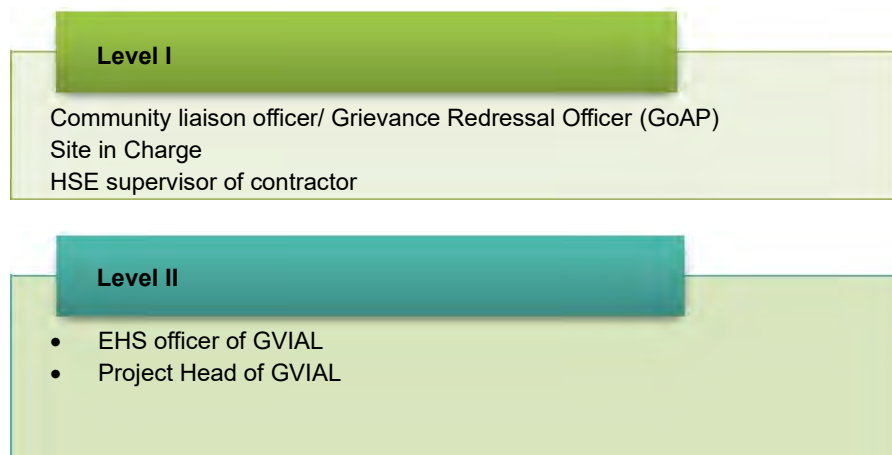 Level I
Community liaison officer/ Grievance Redressal Officer (GoAP)
Site in Charge
HSE supervisor of contractor
Level II
• EHS officer of GVIAL
• Project Head of GVIAL